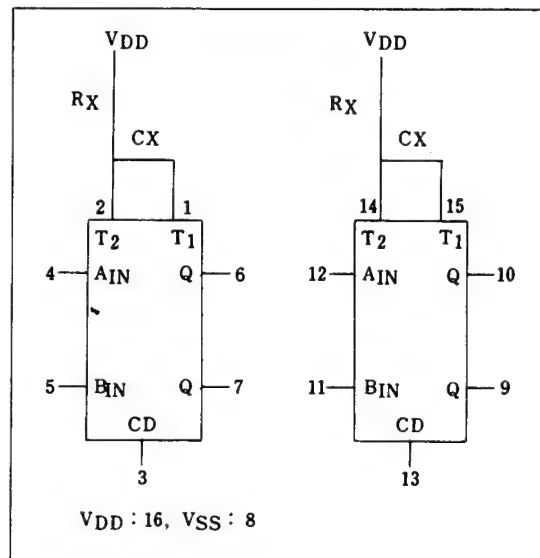 VDD VDD
RX RX
CX CX
2 1 14 15
T2 T1 T2 T1
4 AIN Q 6 12 AIN Q 10
5 BIN Q 7 11 BIN Q 9
CD CD
3 13
VDD : 16, VSS : 8